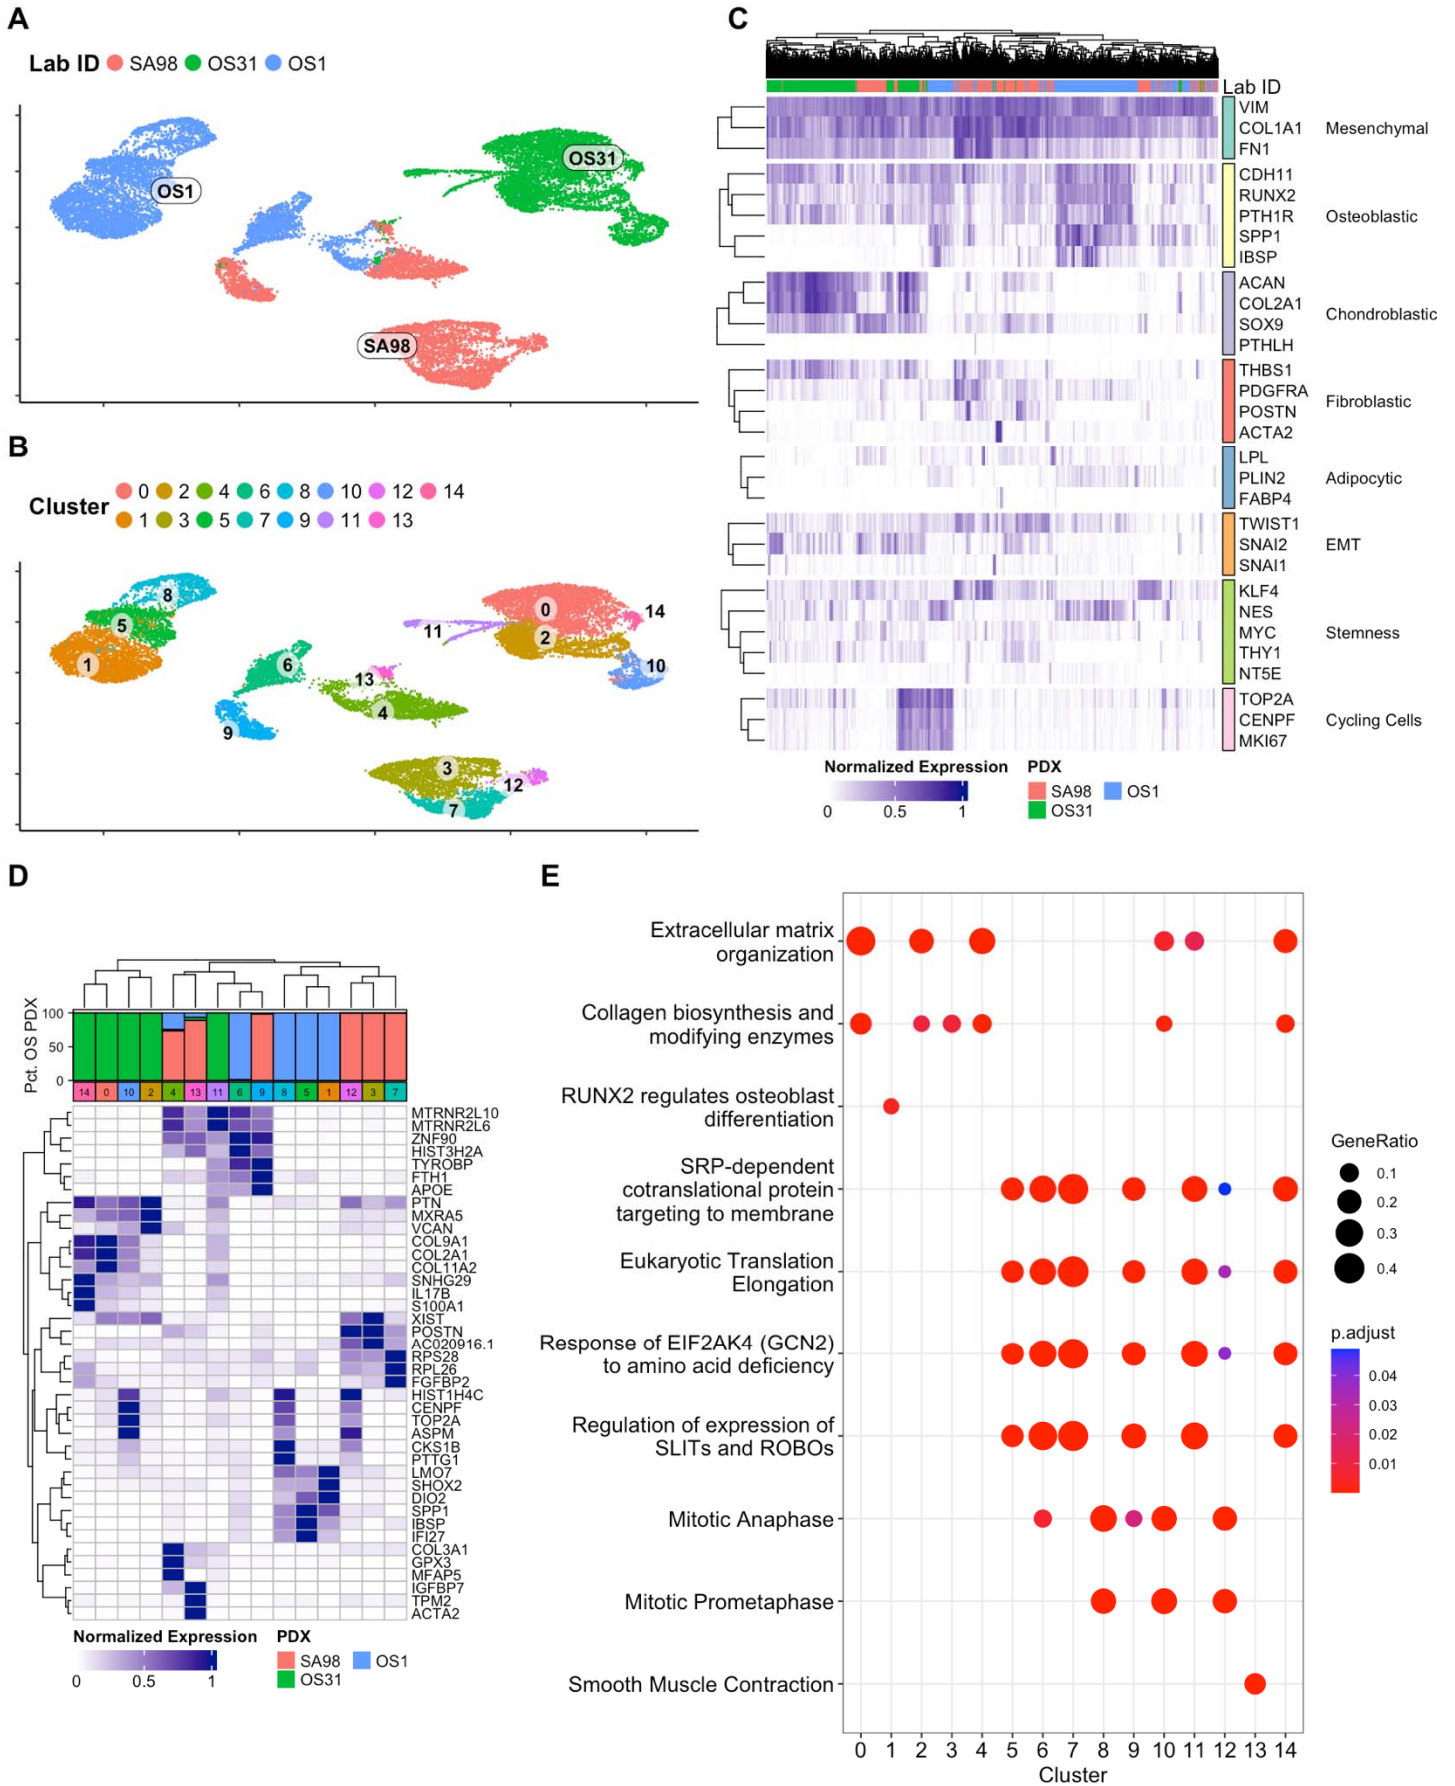 A
Lab ID SA98 OS31 OS1
OS1
OS31
SA98
B
Cluster
0 2 4 6 8 10 12 14
1 3 5 7 9 11 13
8
5
1
6
9
13
4
11
0
2
14
10
3
7
12
C
Lab ID
VIM
COL1A1
FN1
Mesenchymal
CDH11
RUNX2
PTH1R
SPP1
IBSP
Osteoblastic
ACAN
COL2A1
SOX9
PTHLH
Chondroblastic
THBS1
PDGFRA
POSTN
ACTA2
Fibroblastic
LPL
PLIN2
FABP4
Adipocytic
TWIST1
SNAI2
SNAI1
EMT
KLF4
NES
MYC
THY1
NT5E
Stemness
TOP2A
CENPF
MKI67
Cycling Cells
Normalized Expression
0 0.5 1
PDX
SA98 OS1
OS31
D
Pct. OS PDX
100
50
0
14 0 10 2 4 13 11 6 9 8 5 1 12 3 7
MTRNR2L10
MTRNR2L6
ZNF90
HIST3H2A
TYROBP
FTH1
APOE
PTN
MXRA5
VCAN
COL9A1
COL2A1
COL11A2
SNHG29
IL17B
S100A1
XIST
POSTN
AC020916.1
RPS28
RPL26
FGFBP2
HIST1H4C
CENPF
TOP2A
ASPM
CKS1B
PTTG1
LMO7
SHOX2
DIO2
SPP1
IBSP
IFI27
COL3A1
GPX3
MFAP5
IGFBP7
TPM2
ACTA2
Normalized Expression
0 0.5 1
PDX
SA98 OS1
OS31
E
Extracellular matrix
organization
Collagen biosynthesis and
modifying enzymes
RUNX2 regulates osteoblast
differentiation
SRP-dependent
cotranslational protein
targeting to membrane
Eukaryotic Translation
Elongation
Response of EIF2AK4 (GCN2)
to amino acid deficiency
Regulation of expression of
SLITs and ROBOs
Mitotic Anaphase
Mitotic Prometaphase
Smooth Muscle Contraction
0 1 2 3 4 5 6 7 8 9 10 11 12 13 14
Cluster
GeneRatio
0.1
0.2
0.3
0.4
p.adjust
0.04
0.03
0.02
0.01